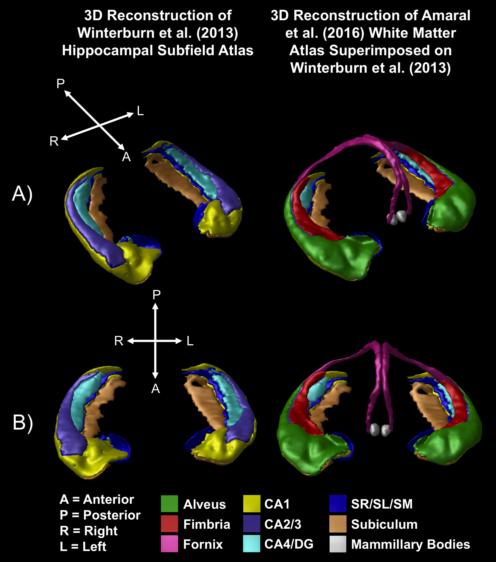 3D Reconstruction of
Winterburn et al. (2013)
Hippocampal Subfield Atlas
3D Reconstruction of Amaral
et al. (2016) White Matter
Atlas Superimposed on
Winterburn et al. (2013)
P
L
R
A
A)
P
R
L
A
B)
A = Anterior
P = Posterior
R = Right
L = Left
Alveus
Fimbria
Fornix
CA1
CA2/3
CA4/DG
SR/SL/SM
Subiculum
Mammillary Bodies